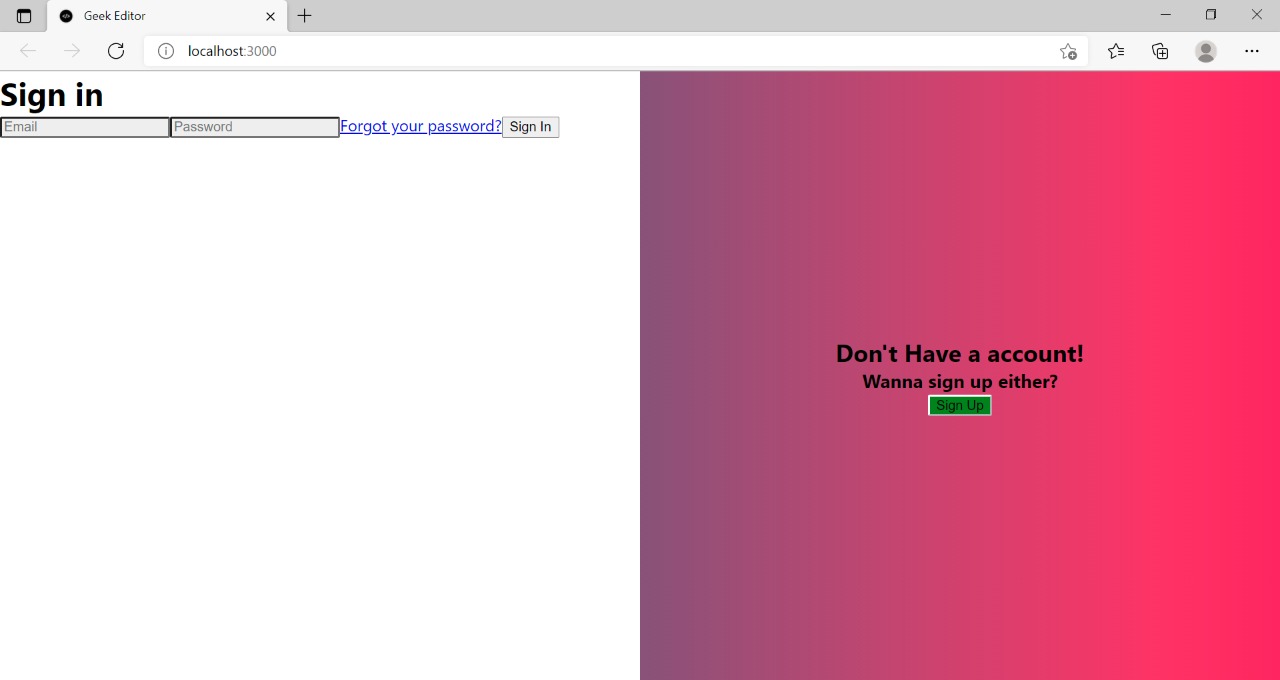 Geek Editor
localhost:3000
Sign in
Email Password Forgot your password? Sign In
Don't Have a account!
Wanna sign up either?
Sign Up